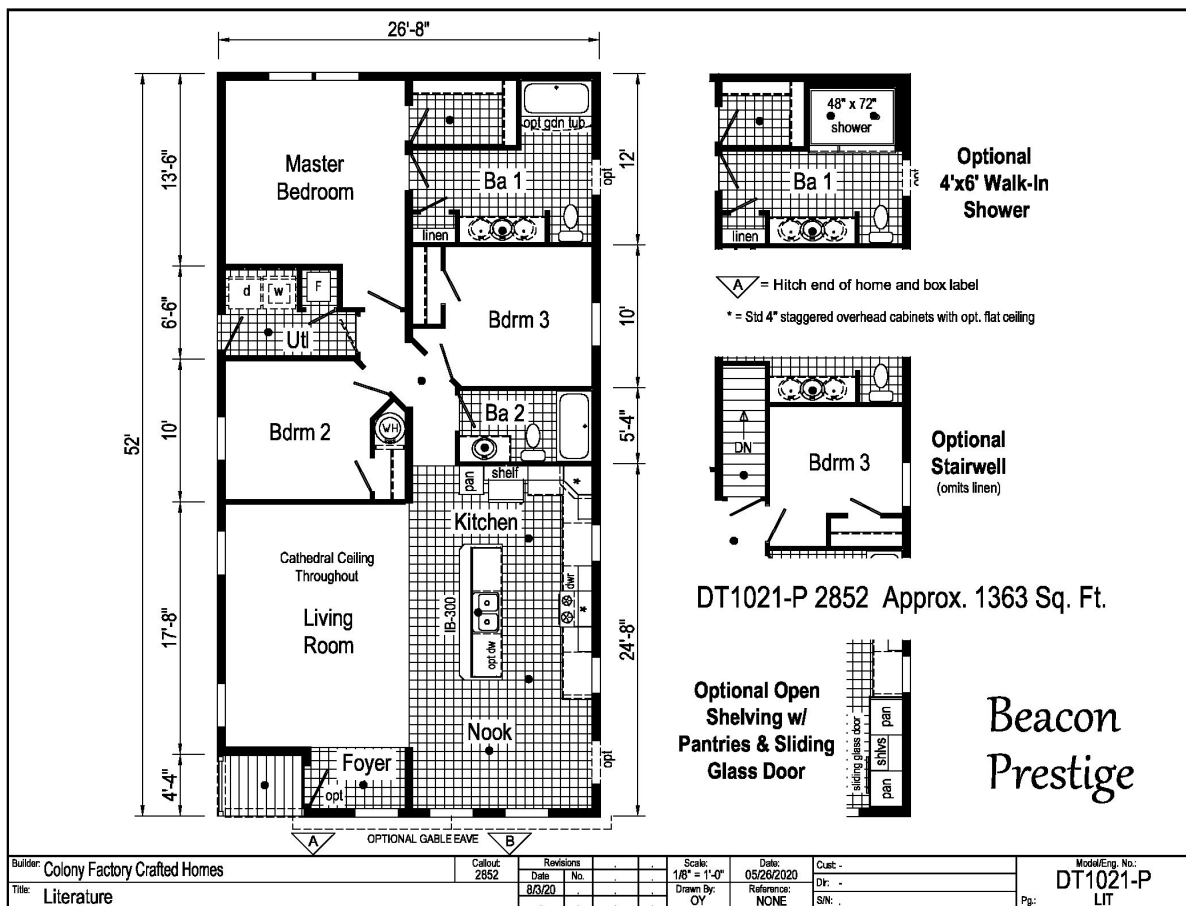 26'-8"
13'-6"
6'-6"
10'
17'-8"
4'-4"
52'
12'
10'
5'-4"
24'-8"
Master
Bedroom
opt gdn tub
Ba 1
opt
linen
d
w
F
Utl
Bdrm 3
Bdrm 2
WH
Ba 2
pan
shelf
*
Kitchen
Cathedral Ceiling
Throughout
Living
Room
IB-300
opt dw
dwr
*
Nook
opt
Foyer
opt
A
OPTIONAL GABLE EAVE
B
48" x 72"
shower
Ba 1
opt
linen
Optional
4'x6' Walk-In
Shower
A = Hitch end of home and box label
* = Std 4" staggered overhead cabinets with opt. flat ceiling
DN
Bdrm 3
Optional
Stairwell
(omits linen)
DT1021-P 2852 Approx. 1363 Sq. Ft.
Optional Open
Shelving w/
Pantries & Sliding
Glass Door
sliding glass door
pan
shlvs
pan
Beacon
Prestige
Builder: Colony Factory Crafted Homes
Title: Literature
Callout:
2852
Revisions
Date No.
8/3/20
Scale:
1/8" = 1'-0"
Drawn By:
OY
Date:
05/26/2020
Reference:
NONE
Cust: -
Dlr: -
S/N: .
Model/Eng. No.:
DT1021-P
Pg.: LIT